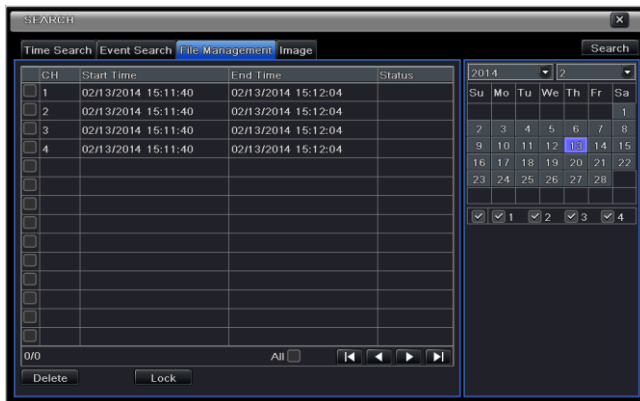 SEARCH
Time Search Event Search File Management Image Search
CH Start Time End Time Status
1 02/13/2014 15:11:40 02/13/2014 15:12:04
2 02/13/2014 15:11:40 02/13/2014 15:12:04
3 02/13/2014 15:11:40 02/13/2014 15:12:04
4 02/13/2014 15:11:40 02/13/2014 15:12:04
0/0 All
Delete Lock
2014 2
Su Mo Tu We Th Fr Sa
1
2 3 4 5 6 7 8
9 10 11 12 13 14 15
16 17 18 19 20 21 22
23 24 25 26 27 28
1 2 3 4